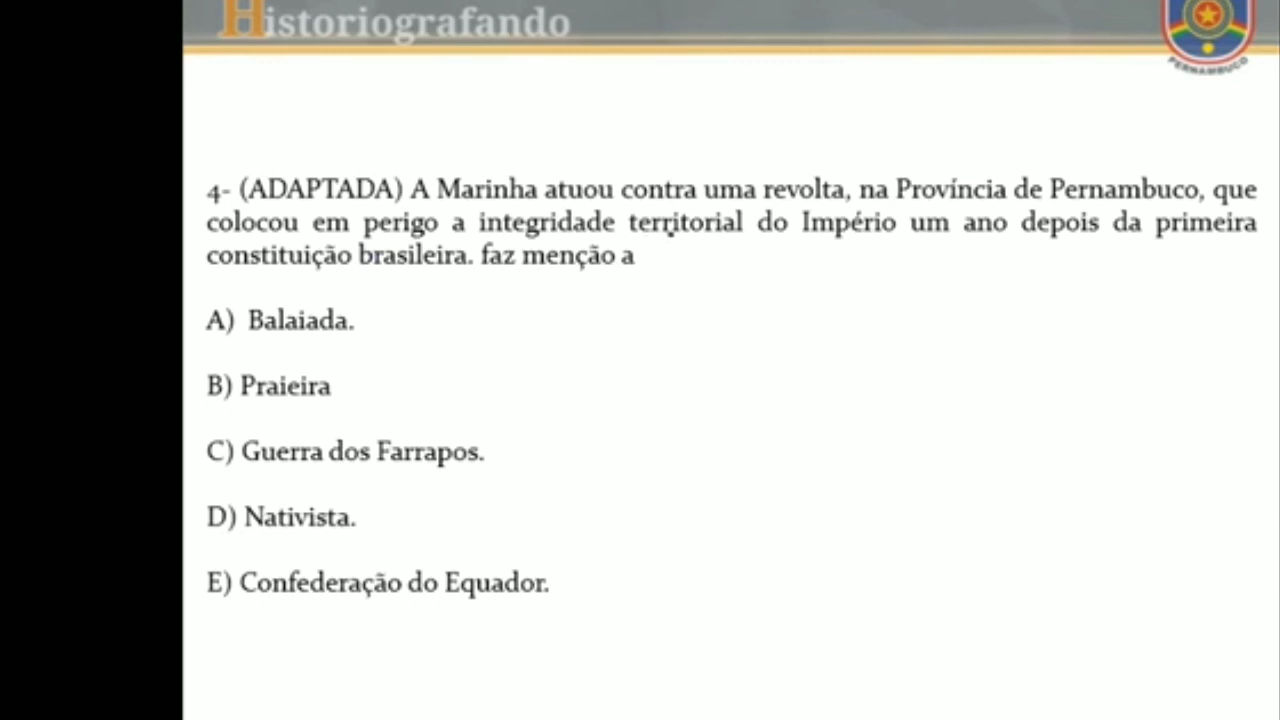 Historiografando
PERNAMBUCO
4- (ADAPTADA) A Marinha atuou contra uma revolta, na Província de Pernambuco, que
colocou em perigo a integridade territorial do Império um ano depois da primeira
constituição brasileira. faz menção a
A) Balaiada.
B) Praieira
C) Guerra dos Farrapos.
D) Nativista.
E) Confederação do Equador.